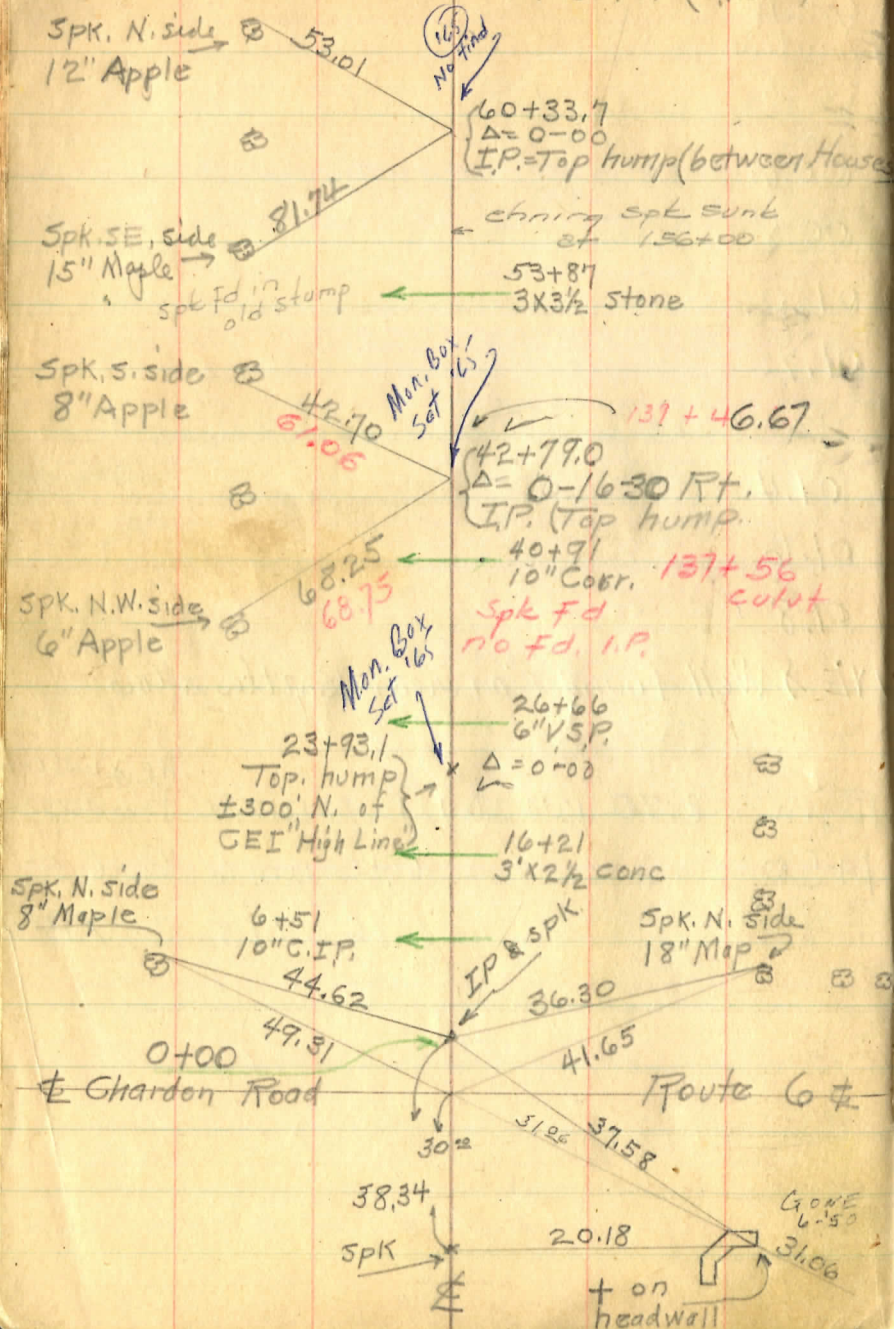 '65
No find
Spk. N. side
12" Apple
53.01
60+33.7
Δ= 0-00
I.P.=Top hump (between Houses
81.74
chning spk sunk
at 156+00
Spk. SE. side
15" Maple
spk Fd in
old stump
53+87
3X3½ stone
Spk. S. side
8" Apple
42.70
61.06
Mon. Box
Set '65
139 + 46.67
42+79.0
Δ= 0-16-30 Rt.
I.P. (Top hump
40+91
10" Corr.
137+56
culvt
68.25
68.75
Spk. N.W. side
6" Apple
Spk Fd
no Fd. I.P.
Mon. Box
Set '65
26+66
6" V.S.P.
23+93.1
Top. hump
±300' N. of
CEI "High Line"
Δ = 0-00
16+21
3'X2½ conc
Spk. N. side
8" Maple
6+51
10" C.I.P.
IP & spk
Spk. N. side
18" Map
44.62
36.30
49.31
41.65
0+00
℄ Chardon Road
Route 6 ℄
31.06
37.58
30
38.34
GONE
6-'50
Spk
20.18
31.06
℄
+ on
headwall